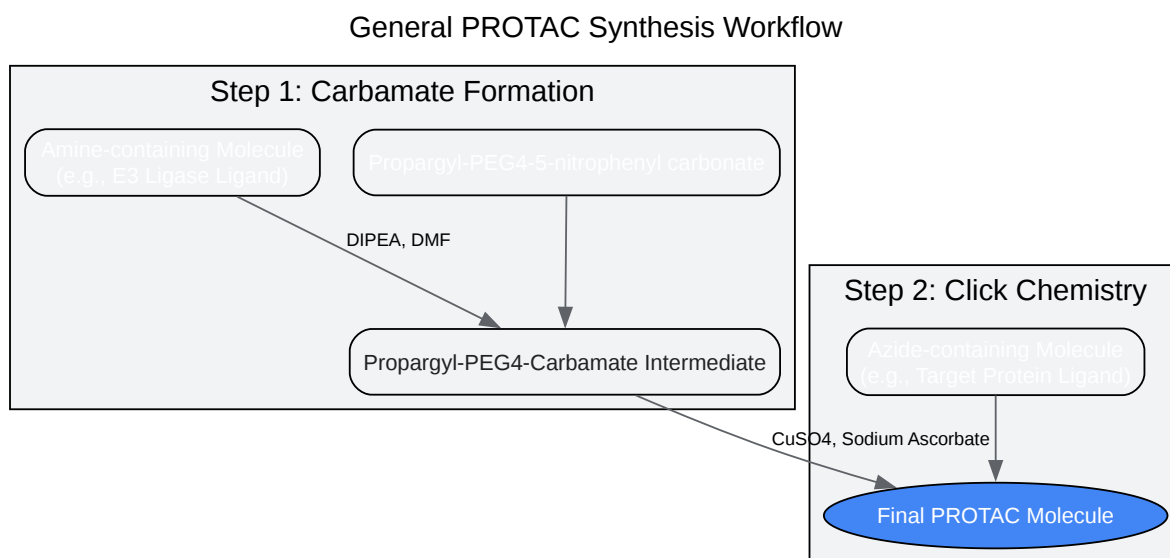 General PROTAC Synthesis Workflow
Step 1: Carbamate Formation
Amine-containing Molecule
(e.g., E3 Ligase Ligand)
Propargyl-PEG4-5-nitrophenyl carbonate
DIPEA, DMF
Propargyl-PEG4-Carbamate Intermediate
Step 2: Click Chemistry
Azide-containing Molecule
(e.g., Target Protein Ligand)
CuSO4, Sodium Ascorbate
Final PROTAC Molecule